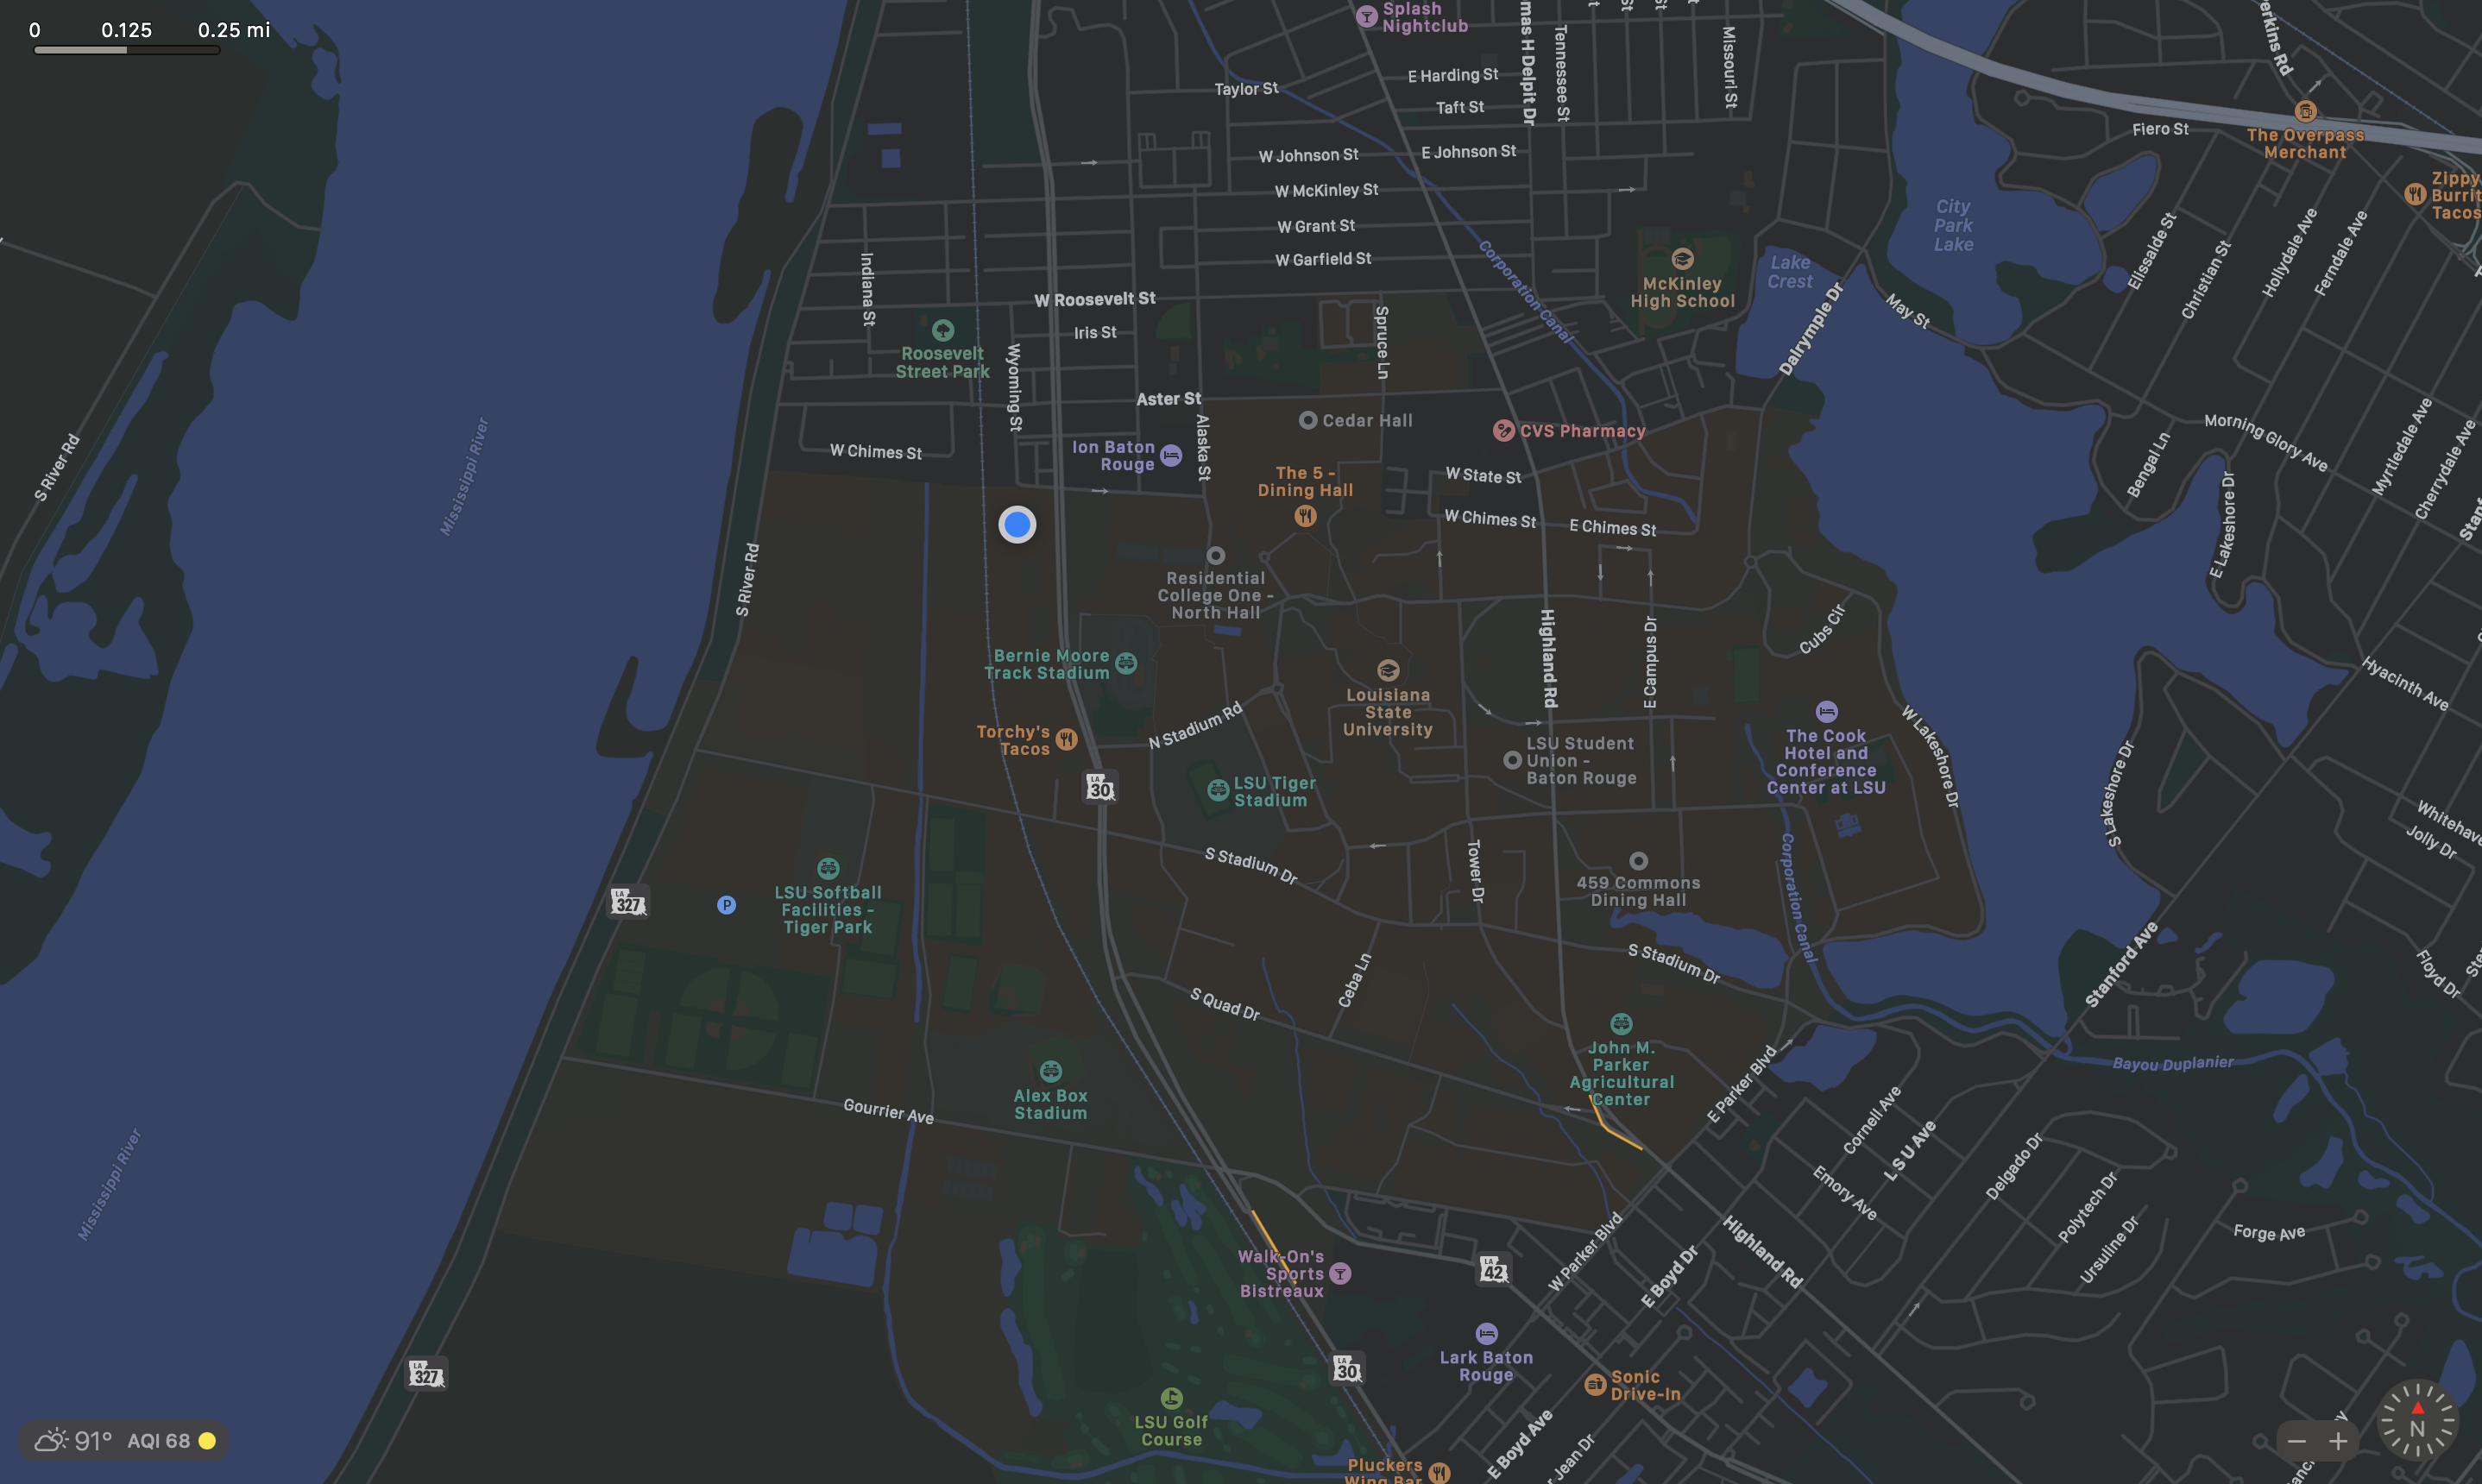 0 0.125 0.25 mi
Splash
Nightclub
E Harding St
Taylor St
Taft St
mas H Delpit Dr
Tennessee St
Missouri St
erkins Rd
Fiero St
The Overpass
Merchant
Zippy
Burrit
Tacos
W Johnson St
E Johnson St
W McKinley St
W Grant St
W Garfield St
Corporation Canal
City
Park
Lake
Lake
Crest
Ellissalde St
Christian St
Hollydale Ave
Ferndale Ave
Indiana St
McKinley
High School
W Roosevelt St
Iris St
Spruce Ln
Dalrymple Dr
May St
Roosevelt
Street Park
Wyoming St
Aster St
Alaska St
Cedar Hall
CVS Pharmacy
Morning Glory Ave
Myrtledale Ave
Cherrydale Ave
Bengal Ln
S River Rd
Mississippi River
W Chimes St
Ion Baton
Rouge
The 5 -
Dining Hall
W State St
W Chimes St
E Chimes St
E Lakeshore Dr
Stanf
S River Rd
Residential
College One -
North Hall
Cubs Cir
Highland Rd
E Campus Dr
Hyacinth Ave
Bernie Moore
Track Stadium
Louisiana
State
University
N Stadium Rd
Torchy's
Tacos
LSU Student
Union -
Baton Rouge
The Cook
Hotel and
Conference
Center at LSU
W Lakeshore Dr
S Lakeshore Dr
LA
30
LSU Tiger
Stadium
Whitehave
Jolly Dr
S Stadium Dr
Tower Dr
459 Commons
Dining Hall
Corporation Canal
LA
327
P
LSU Softball
Facilities -
Tiger Park
S Stadium Dr
Stanford Ave
Floyd Dr
Ste
Ceba Ln
S Quad Dr
John M.
Parker
Agricultural
Center
E Parker Blvd
Bayou Duplanier
Alex Box
Stadium
Gourrier Ave
Cornell Ave
L S U Ave
Emory Ave
Delgado Dr
Polytech Dr
Ursuline Dr
Forge Ave
Mississippi River
Walk-On's
Sports
Bistreaux
LA
42
W Parker Blvd
E Boyd Dr
Highland Rd
LA
327
LA
30
Lark Baton
Rouge
Sonic
Drive-In
LSU Golf
Course
E Boyd Ave
r Jean Dr
Pluckers
Wing Bar
91° AQI 68
N